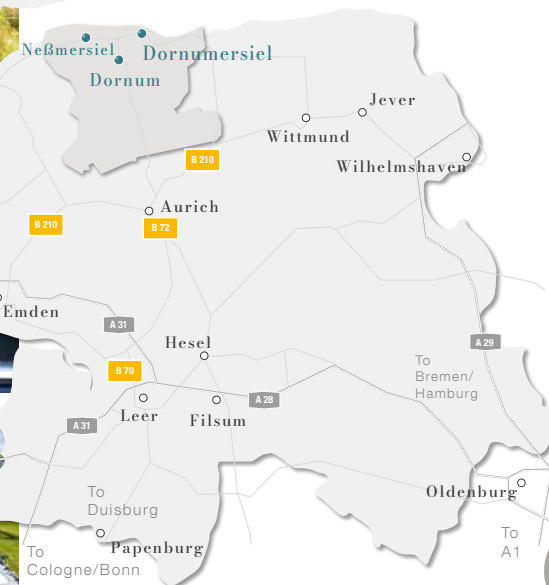 Neßmersiel
Dornumersiel
Dornum
Jever
Wittmund
Wilhelmshaven
B 210
Aurich
B 210
B 72
Emden
A 31
Hesel
A 29
To
Bremen/
Hamburg
B 70
Leer
Filsum
A 28
A 31
To
Duisburg
Oldenburg
Papenburg
To
Cologne/Bonn
To
A1